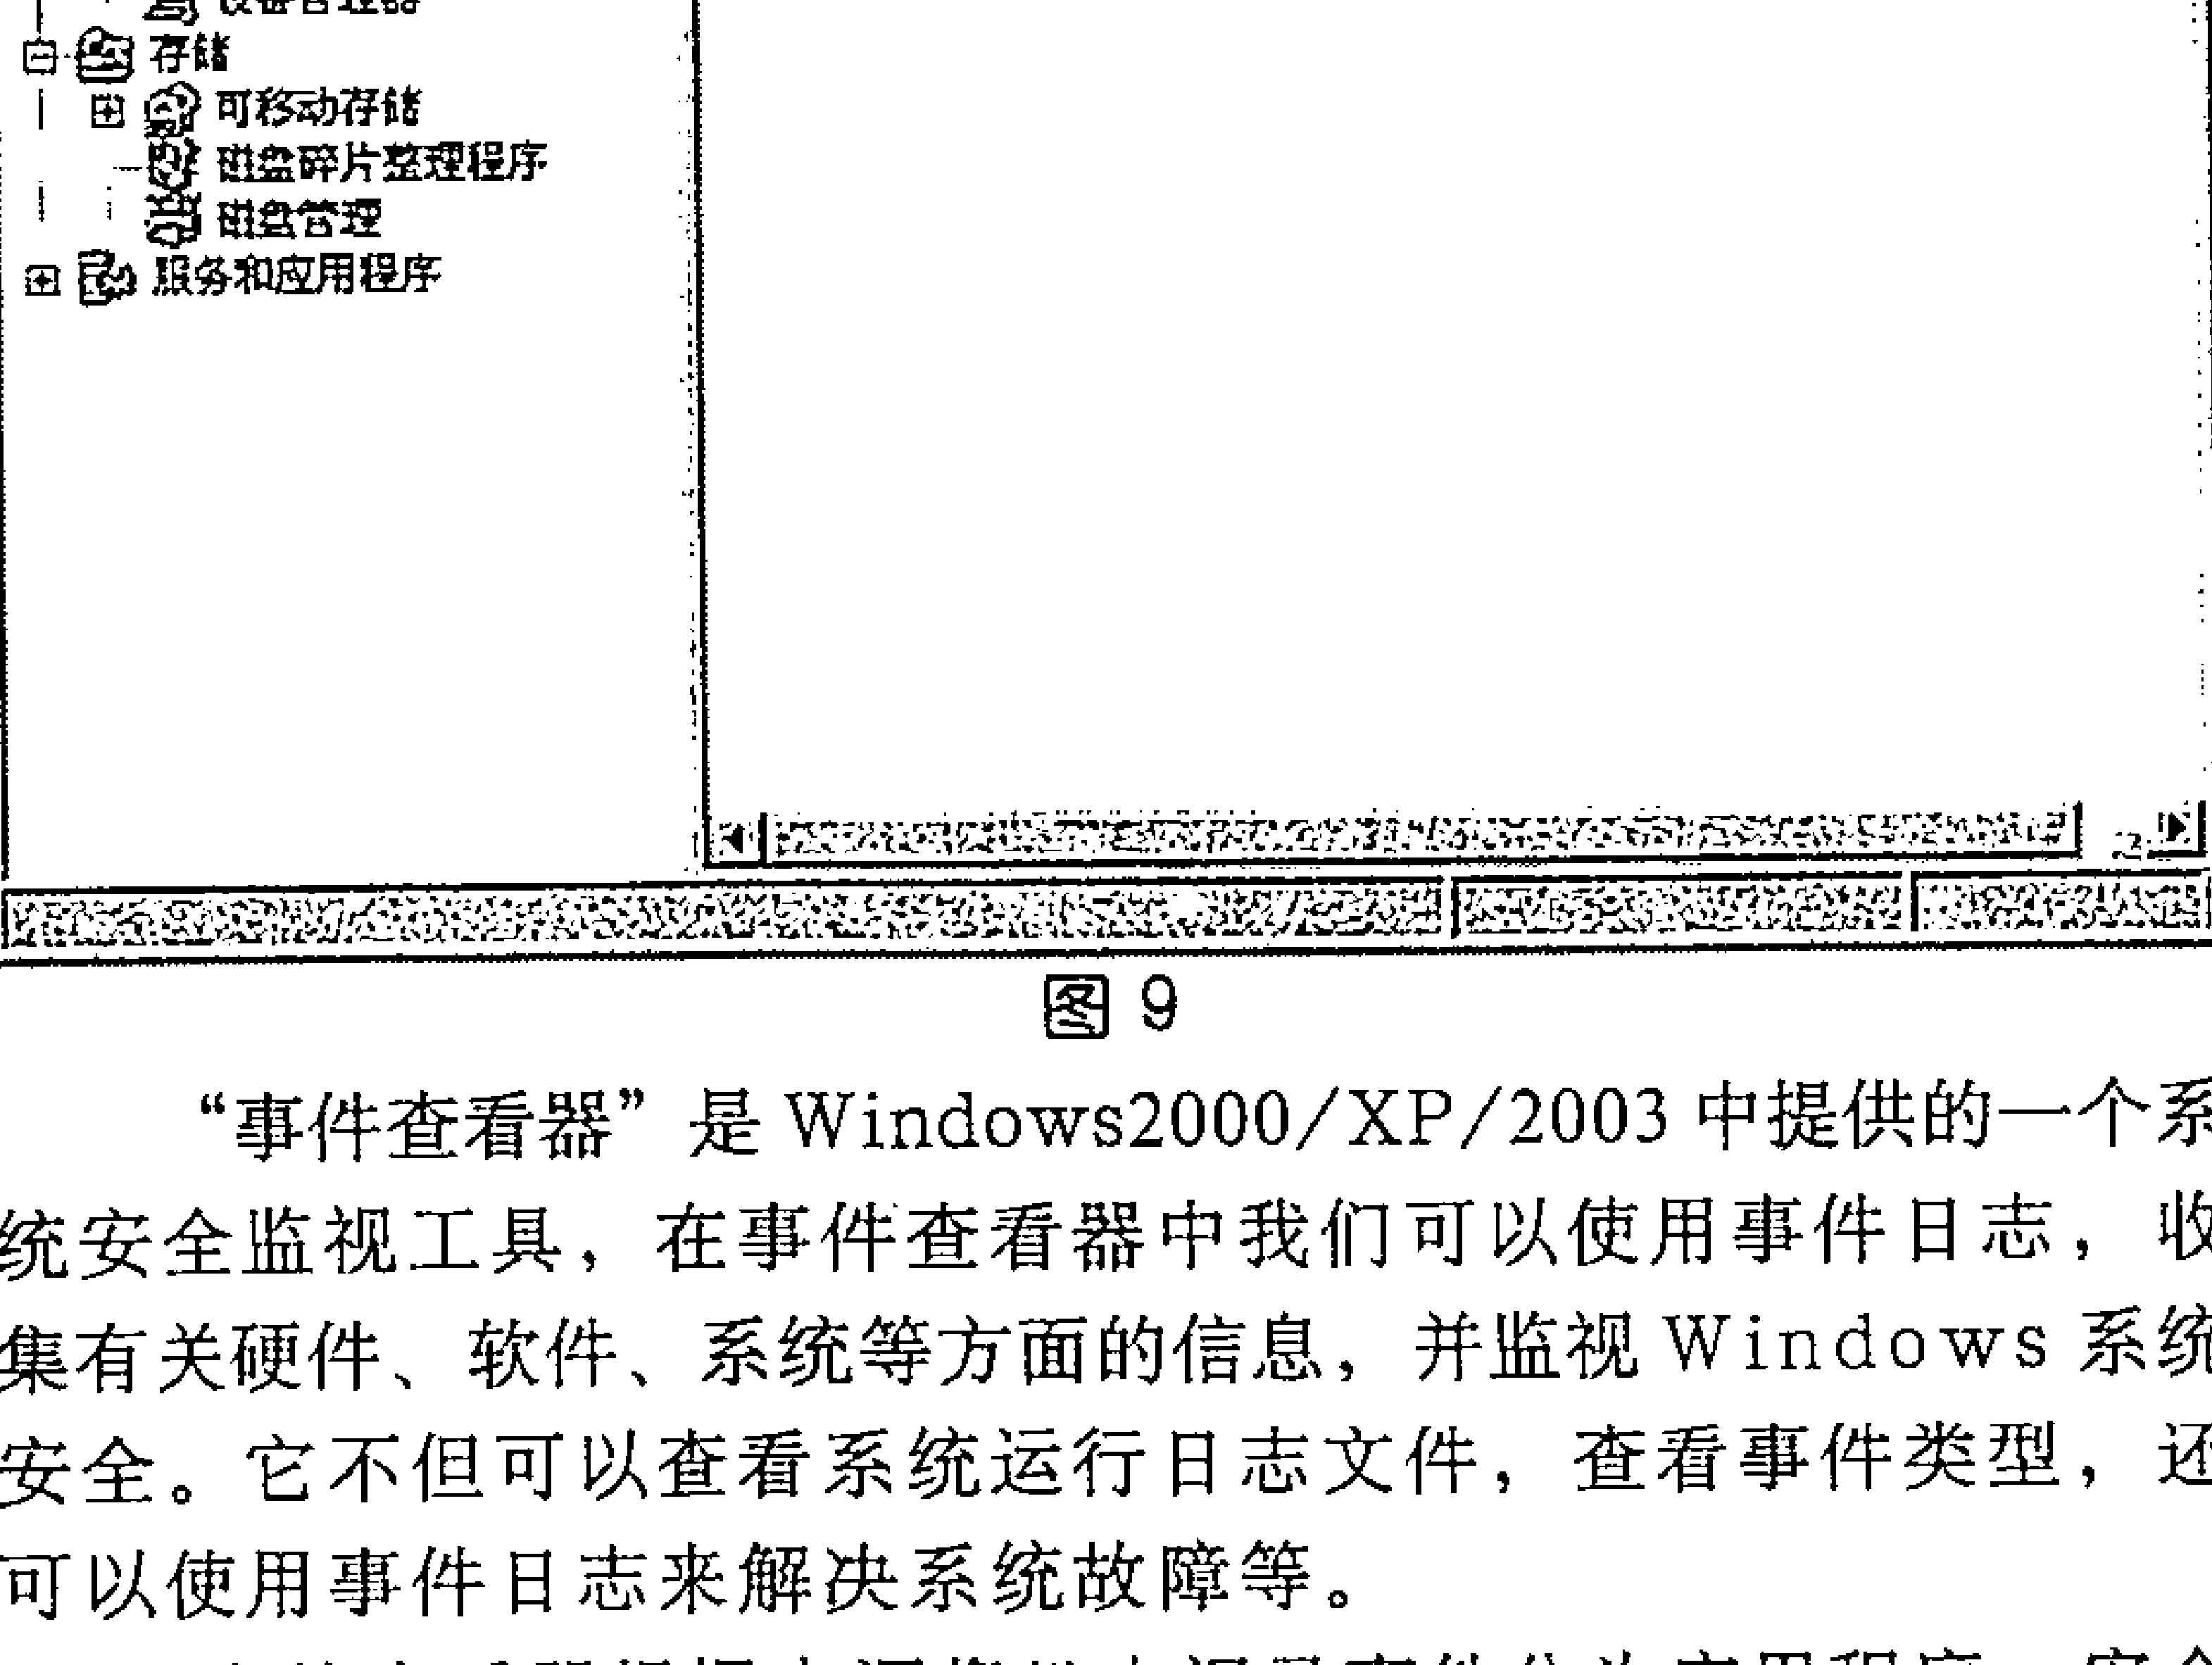 设备管理器
存储
可移动存储
磁盘碎片整理程序
磁盘管理
服务和应用程序
图 9
“事件查看器”是 Windows2000/XP/2003 中提供的一个系
统安全监视工具，在事件查看器中我们可以使用事件日志，收
集有关硬件、软件、系统等方面的信息，并监视 Windows 系统
安全。它不但可以查看系统运行日志文件，查看事件类型，还
可以使用事件日志来解决系统故障等。